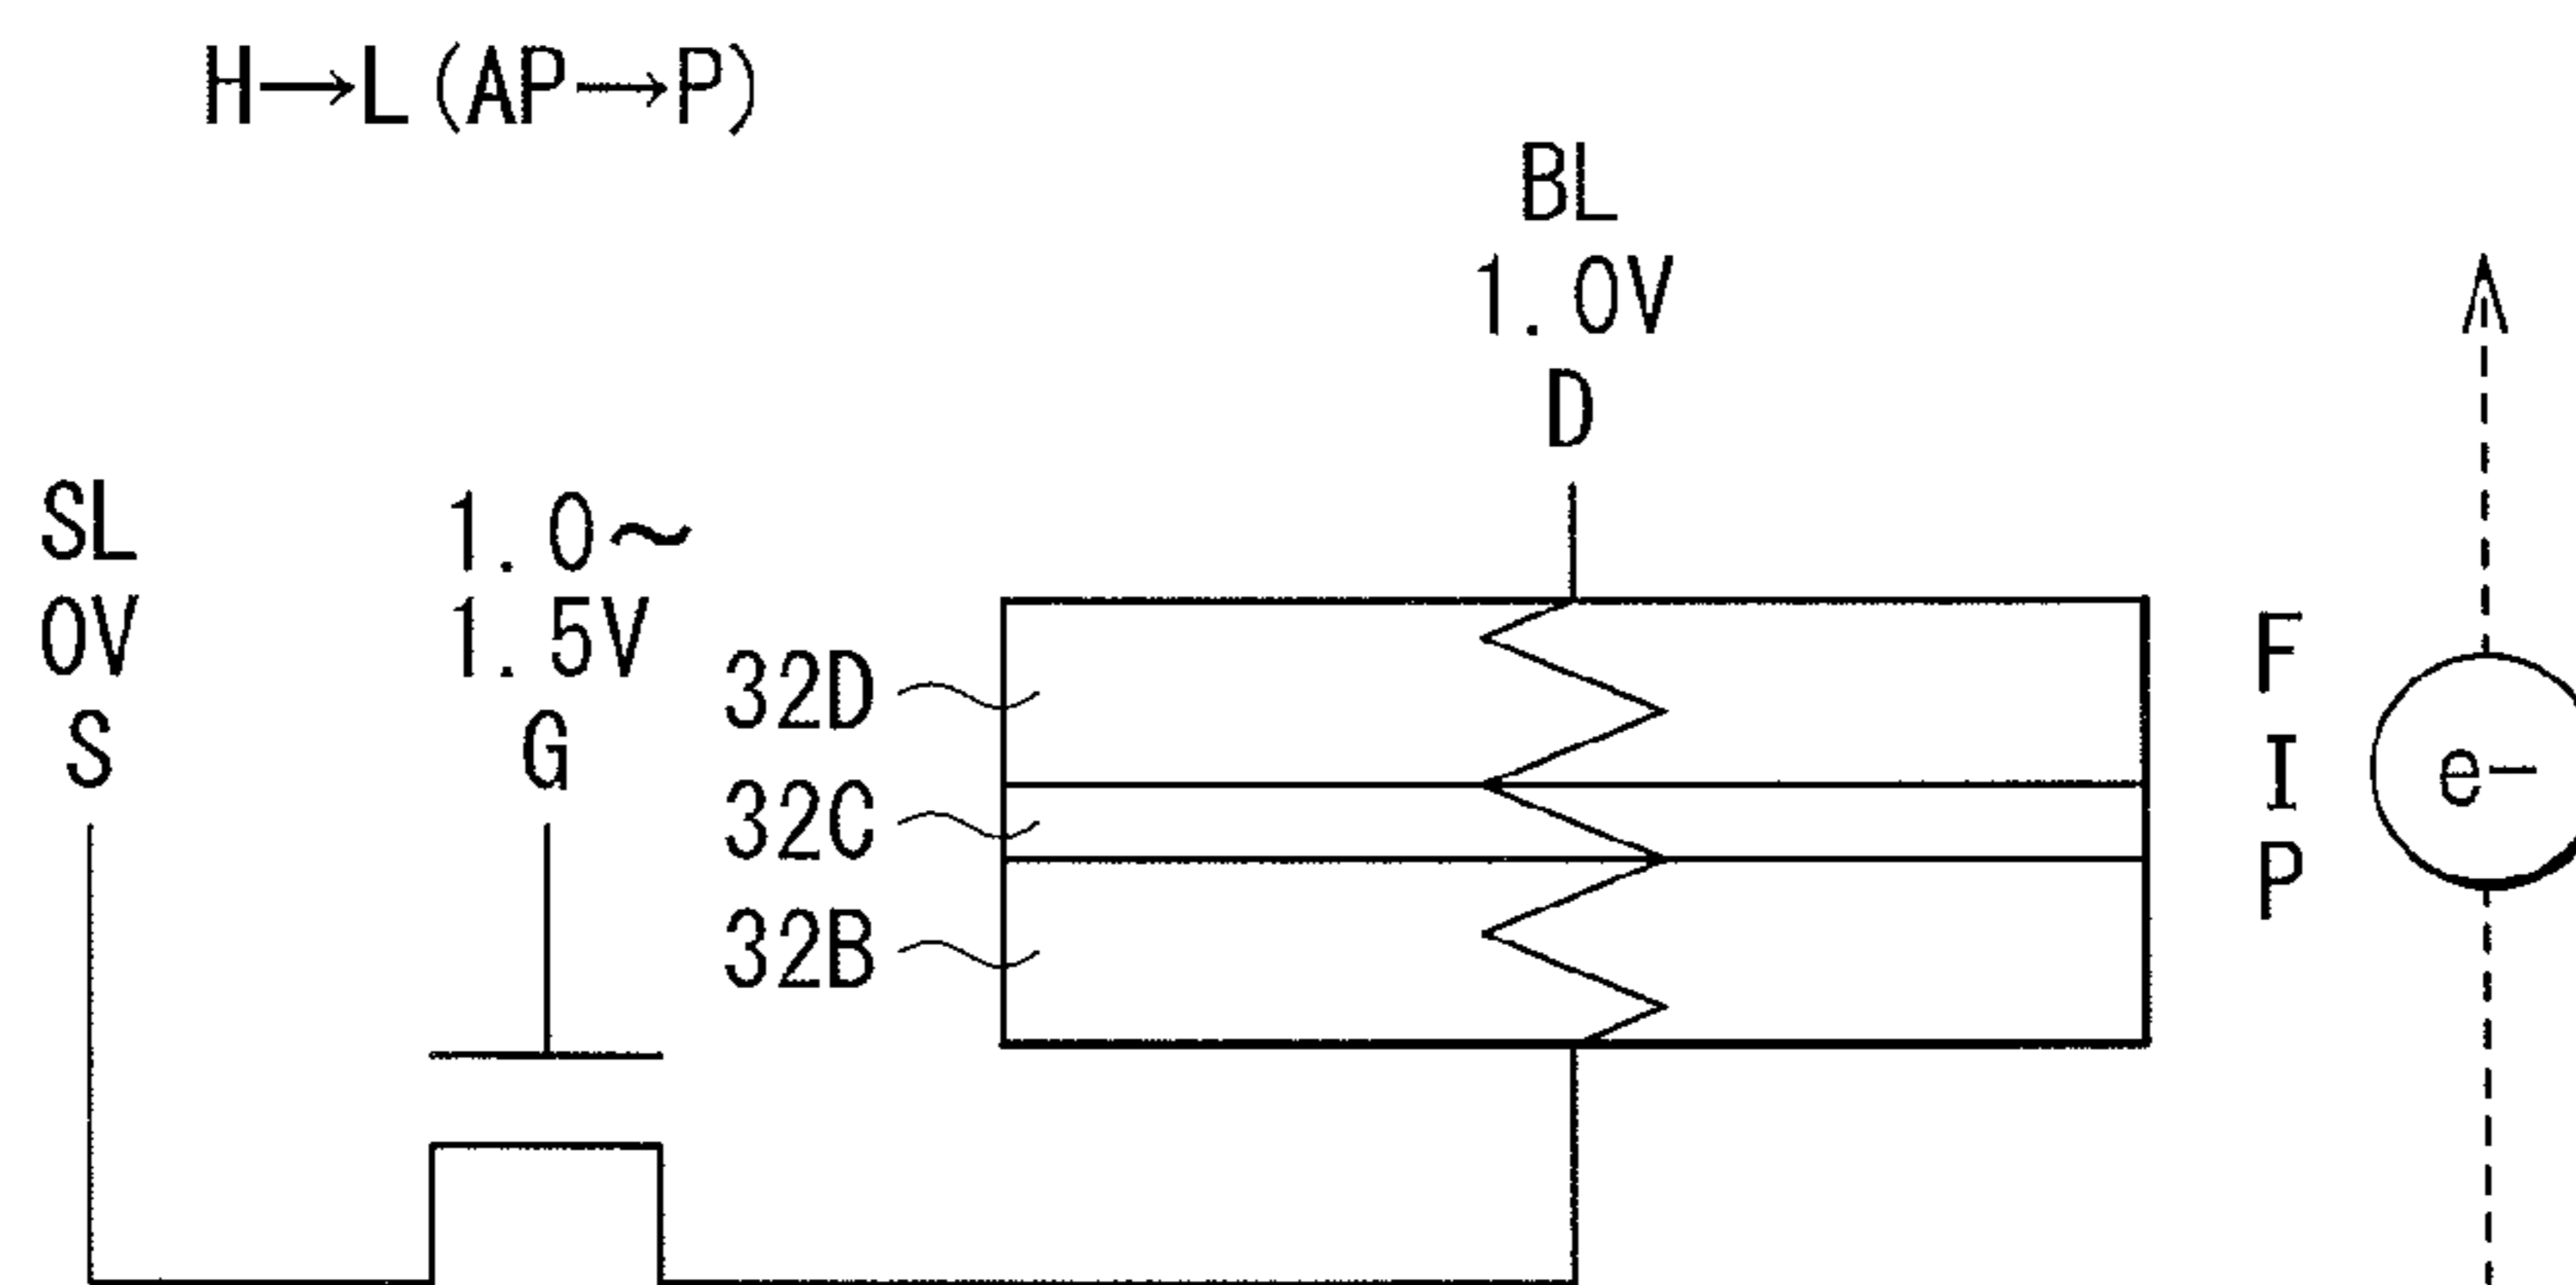 H→L(AP→P)
BL
1.0V
D
SL
0V
S
1.0～
1.5V
G
32D
32C
32B
F
I
P
e−